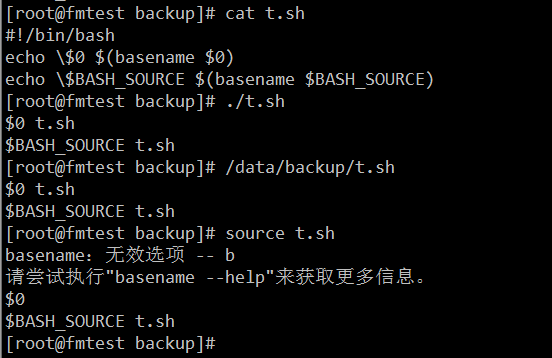 [root@fmtest backup]# cat t.sh
#!/bin/bash
echo \$0 $(basename $0)
echo \$BASH_SOURCE $(basename $BASH_SOURCE)
[root@fmtest backup]# ./t.sh
$0 t.sh
$BASH_SOURCE t.sh
[root@fmtest backup]# /data/backup/t.sh
$0 t.sh
$BASH_SOURCE t.sh
[root@fmtest backup]# source t.sh
basename：无效选项 -- b
请尝试执行"basename --help"来获取更多信息。
$0
$BASH_SOURCE t.sh
[root@fmtest backup]#